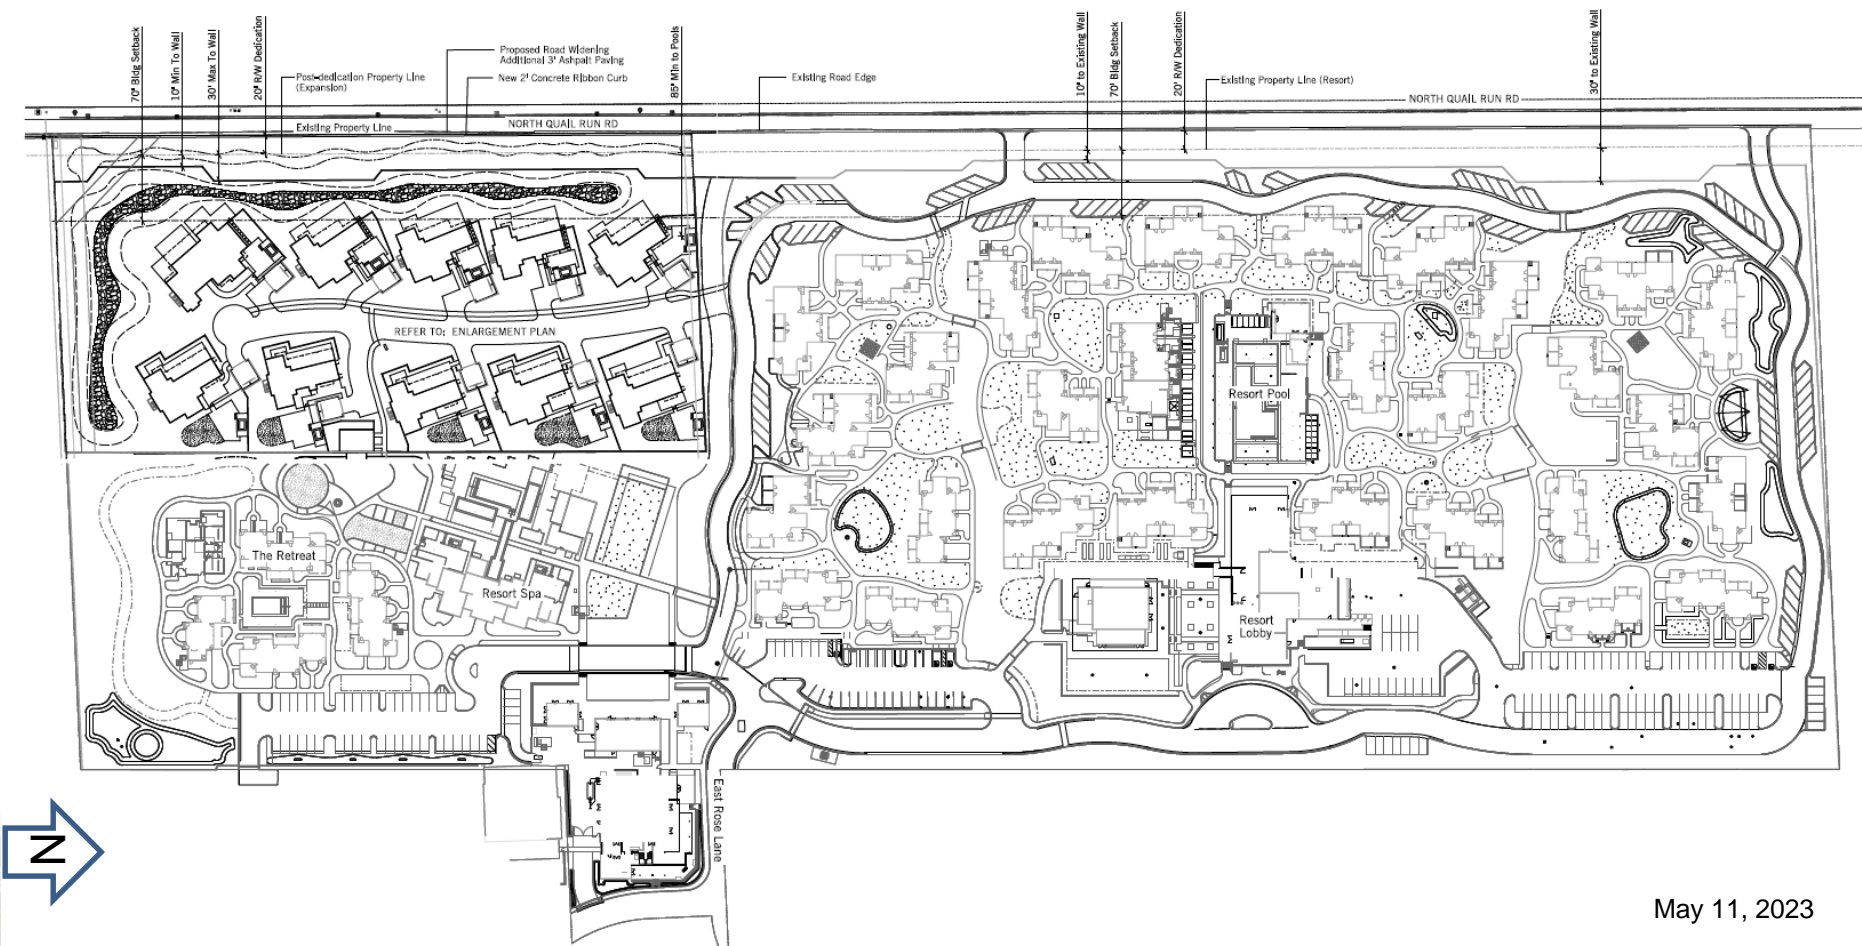 70' Bldg Setback
10' Min To Wall
30' Max To Wall
20' R/W Dedication
Post-dedication Property Line
(Expansion)
Proposed Road Widening
Additional 3' Asphalt Paving
New 2' Concrete Ribbon Curb
85' Min to Pools
Existing Road Edge
10' to Existing Wall
70' Bldg Setback
20' R/W Dedication
Existing Property Line (Resort)
30' to Existing Wall
NORTH QUAIL RUN RD
Existing Property Line
NORTH QUAIL RUN RD
REFER TO: ENLARGEMENT PLAN
Resort Pool
The Retreat
Resort Spa
Resort
Lobby
East Rose Lane
N
May 11, 2023